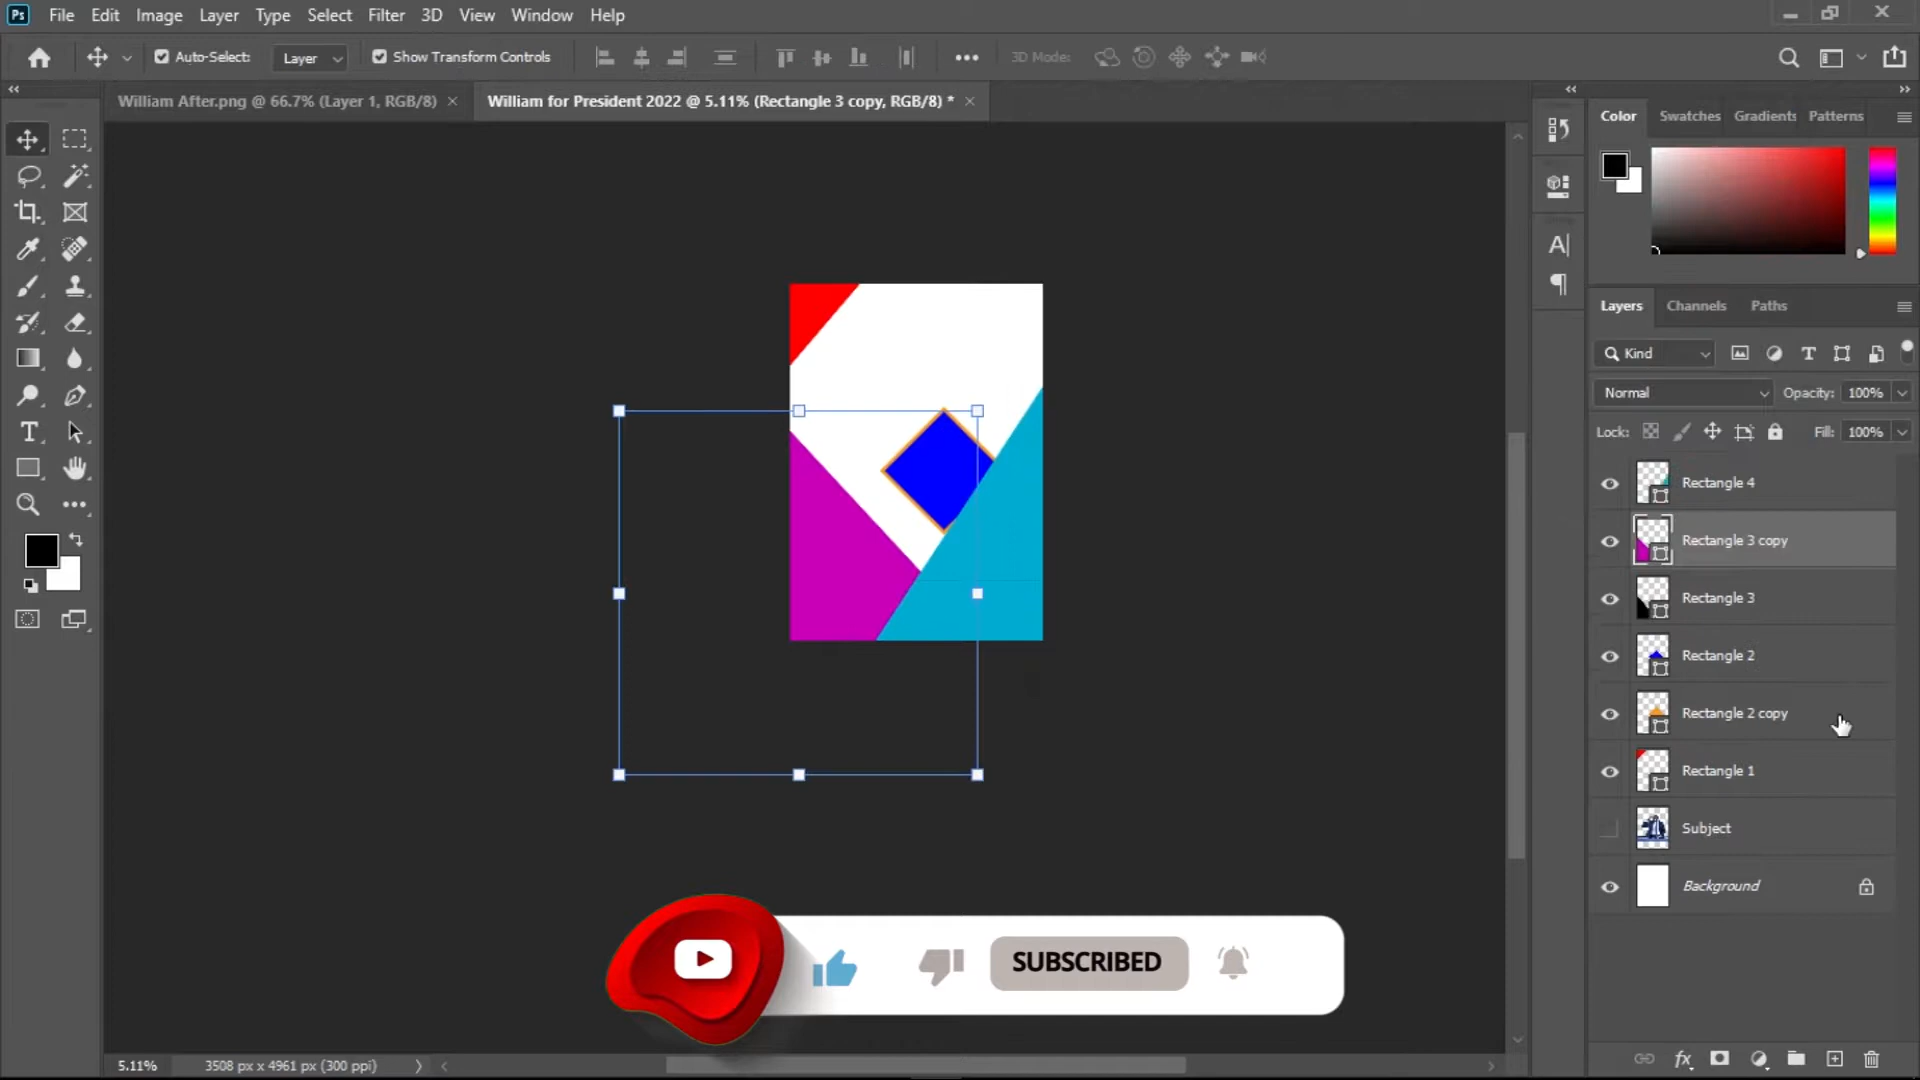 Ps File Edit Image Layer Type Select Filter 3D View Window Help
Auto-Select: Layer Show Transform Controls 3D Mode:
William After.png @ 66.7% (Layer 1, RGB/8) William for President 2022 @ 5.11% (Rectangle 3 copy, RGB/8) *
Color Swatches Gradients Patterns
Layers Channels Paths
Kind
Normal Opacity: 100%
Lock: Fill: 100%
Rectangle 4
Rectangle 3 copy
Rectangle 3
Rectangle 2
Rectangle 2 copy
Rectangle 1
Subject
Background
SUBSCRIBED
5.11% 3508 px x 4961 px (300 ppi)